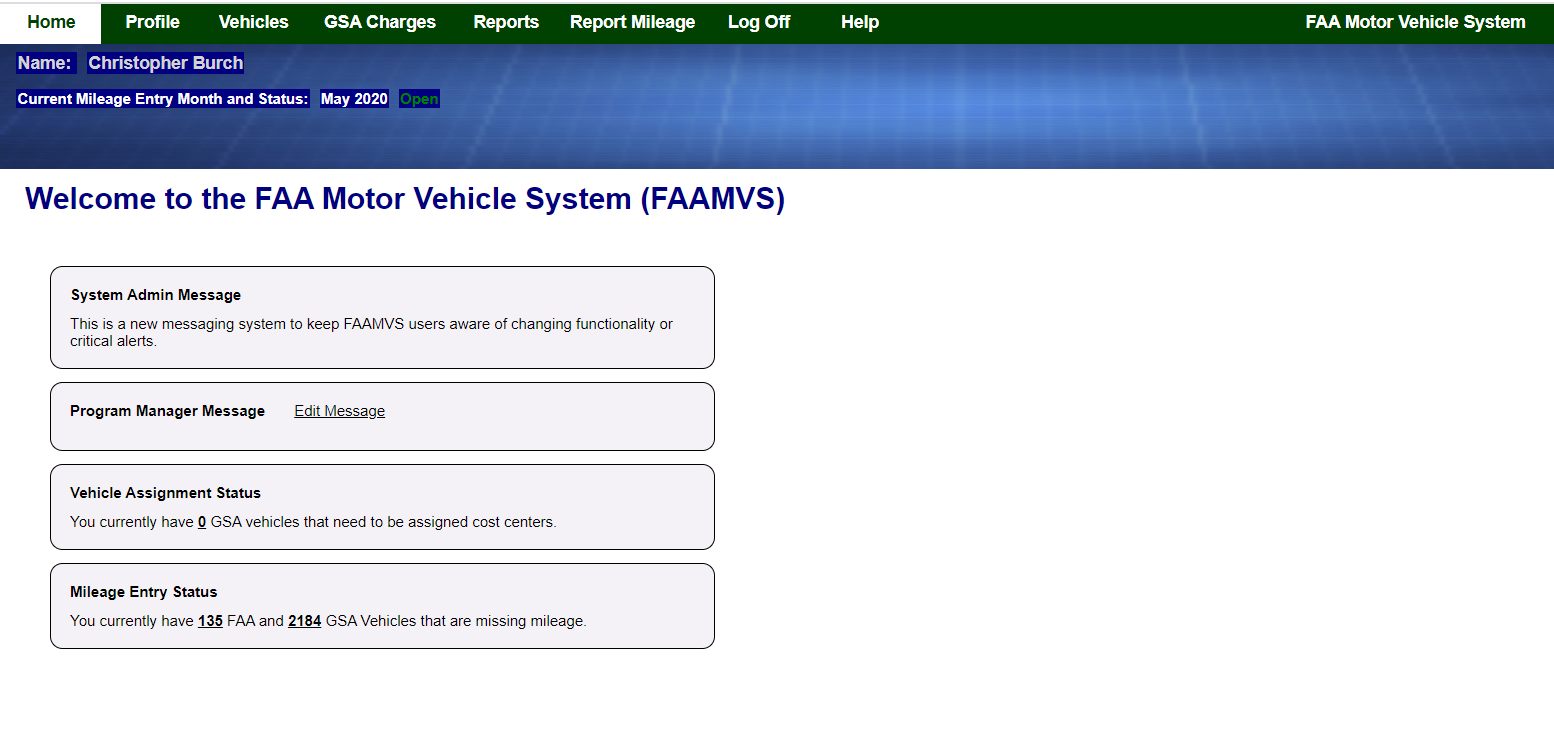 Home Profile Vehicles GSA Charges Reports Report Mileage Log Off Help FAA Motor Vehicle System
Name: Christopher Burch
Current Mileage Entry Month and Status: May 2020 Open
Welcome to the FAA Motor Vehicle System (FAAMVS)
System Admin Message
This is a new messaging system to keep FAAMVS users aware of changing functionality or
critical alerts.
Program Manager Message Edit Message
Vehicle Assignment Status
You currently have 0 GSA vehicles that need to be assigned cost centers.
Mileage Entry Status
You currently have 135 FAA and 2184 GSA Vehicles that are missing mileage.